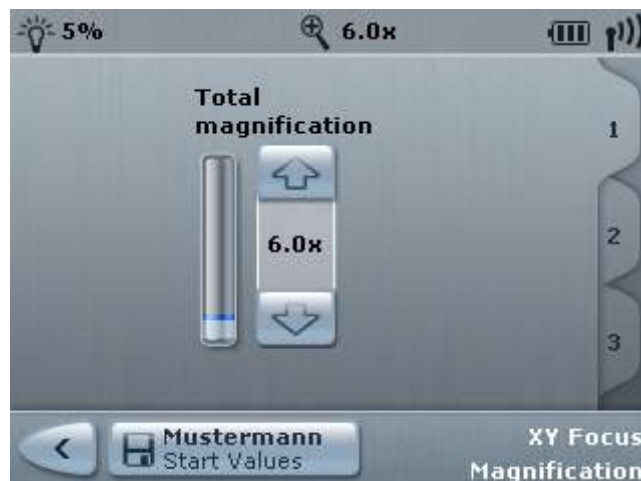 5%
6.0x
Total
magnification
6.0x
1
2
3
Mustermann
Start Values
XY Focus
Magnification